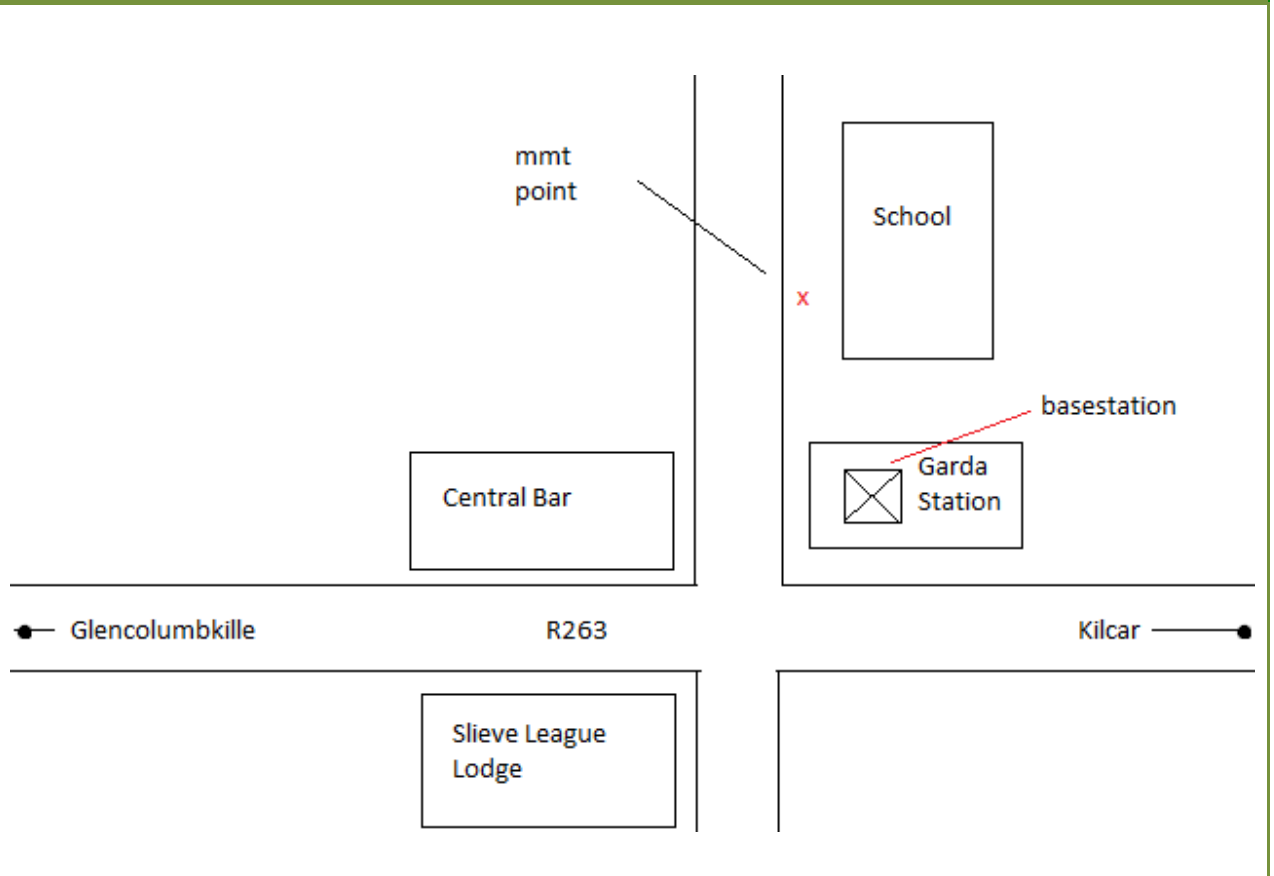 mmt
point
School
x
basestation
Garda
Station
Central Bar
Glencolumbkille
R263
Kilcar
Slieve League
Lodge